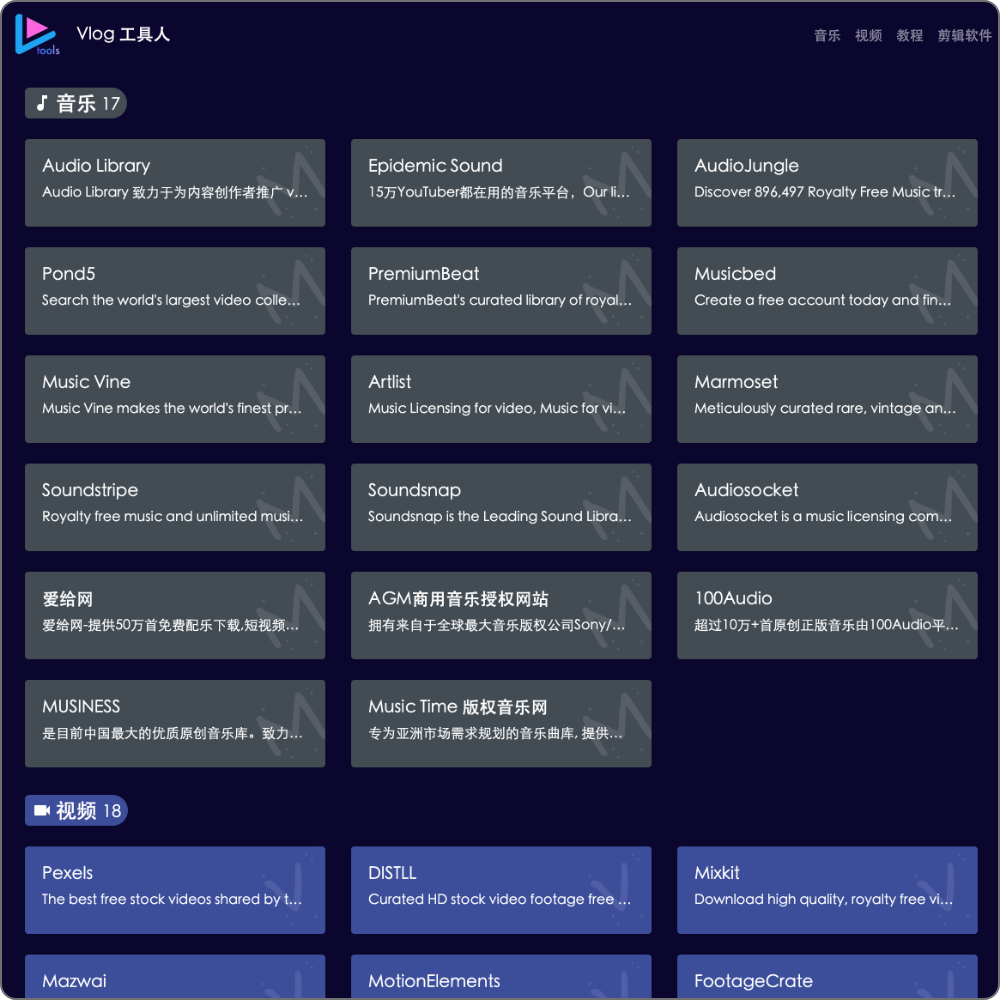 tools
Vlog 工具人
音乐 视频 教程 剪辑软件
音乐 17
Audio Library
Audio Library 致力于为内容创作者推广 v...
Epidemic Sound
15万YouTuber都在用的音乐平台，Our li...
AudioJungle
Discover 896,497 Royalty Free Music tr...
Pond5
Search the world's largest video colle...
PremiumBeat
PremiumBeat's curated library of royal...
Musicbed
Create a free account today and fin...
Music Vine
Music Vine makes the world's finest pr...
Artlist
Music Licensing for video, Music for vi...
Marmoset
Meticulously curated rare, vintage an...
Soundstripe
Royalty free music and unlimited musi...
Soundsnap
Soundsnap is the Leading Sound Libra...
Audiosocket
Audiosocket is a music licensing com...
爱给网
爱给网-提供50万首免费配乐下载,短视频...
AGM商用音乐授权网站
拥有来自于全球最大音乐版权公司Sony/...
100Audio
超过10万+首原创正版音乐由100Audio平...
MUSINESS
是目前中国最大的优质原创音乐库。致力...
Music Time 版权音乐网
专为亚洲市场需求规划的音乐曲库, 提供...
视频 18
Pexels
The best free stock videos shared by t...
DISTLL
Curated HD stock video footage free ...
Mixkit
Download high quality, royalty free vi...
Mazwai
MotionElements
FootageCrate